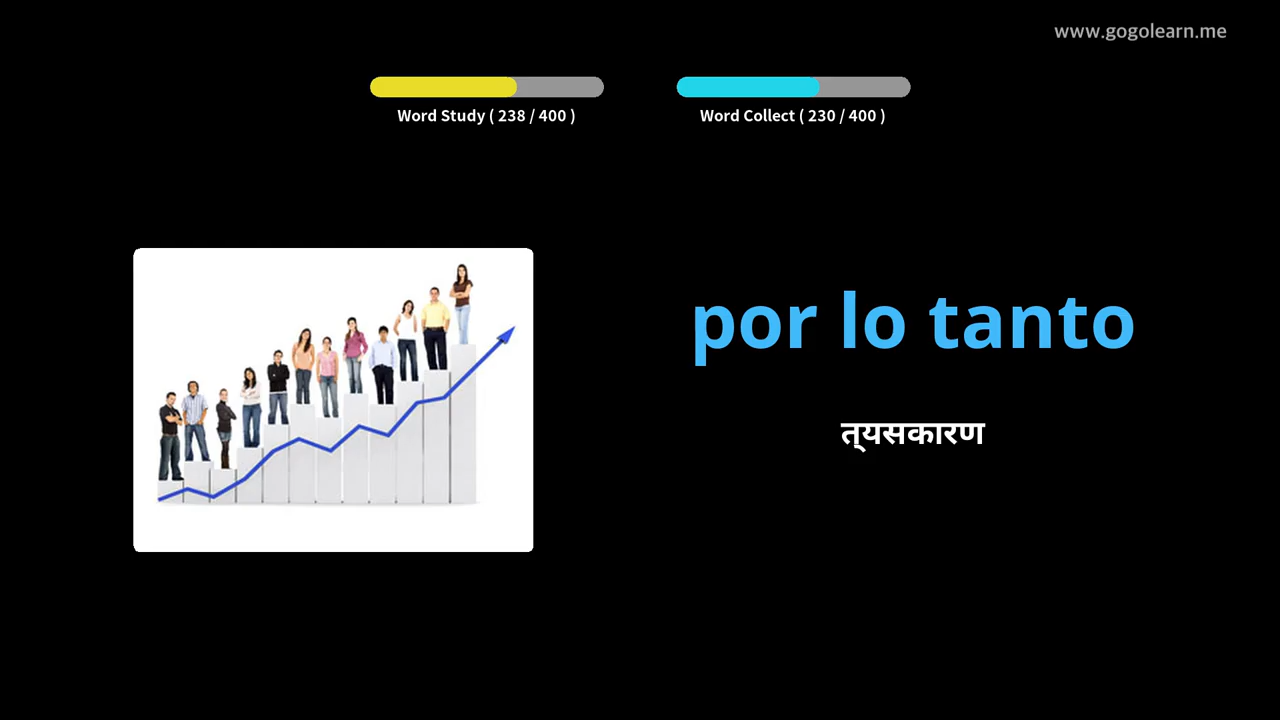 www.gogolearn.me
Word Study ( 238 / 400 )
Word Collect ( 230 / 400 )
por lo tanto
त्यसकारण